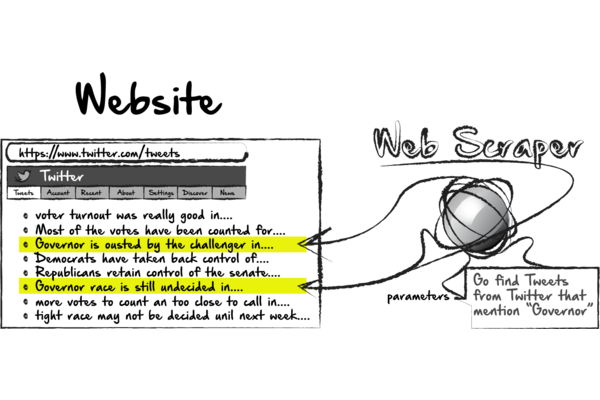 Website
https://www.twitter.com/tweets
Twitter
Tweets Account Recent About Settings Discover News
voter turnout was really good in....
Most of the votes have been counted for....
Governor is ousted by the challenger in....
Democrats have taken back control of....
Republicans retain control of the senate....
Governor race is still undecided in....
more votes to count an too close to call in....
tight race may not be decided unil next week....
Web Scraper
parameters
Go find Tweets
from Twitter that
mention "Governor"